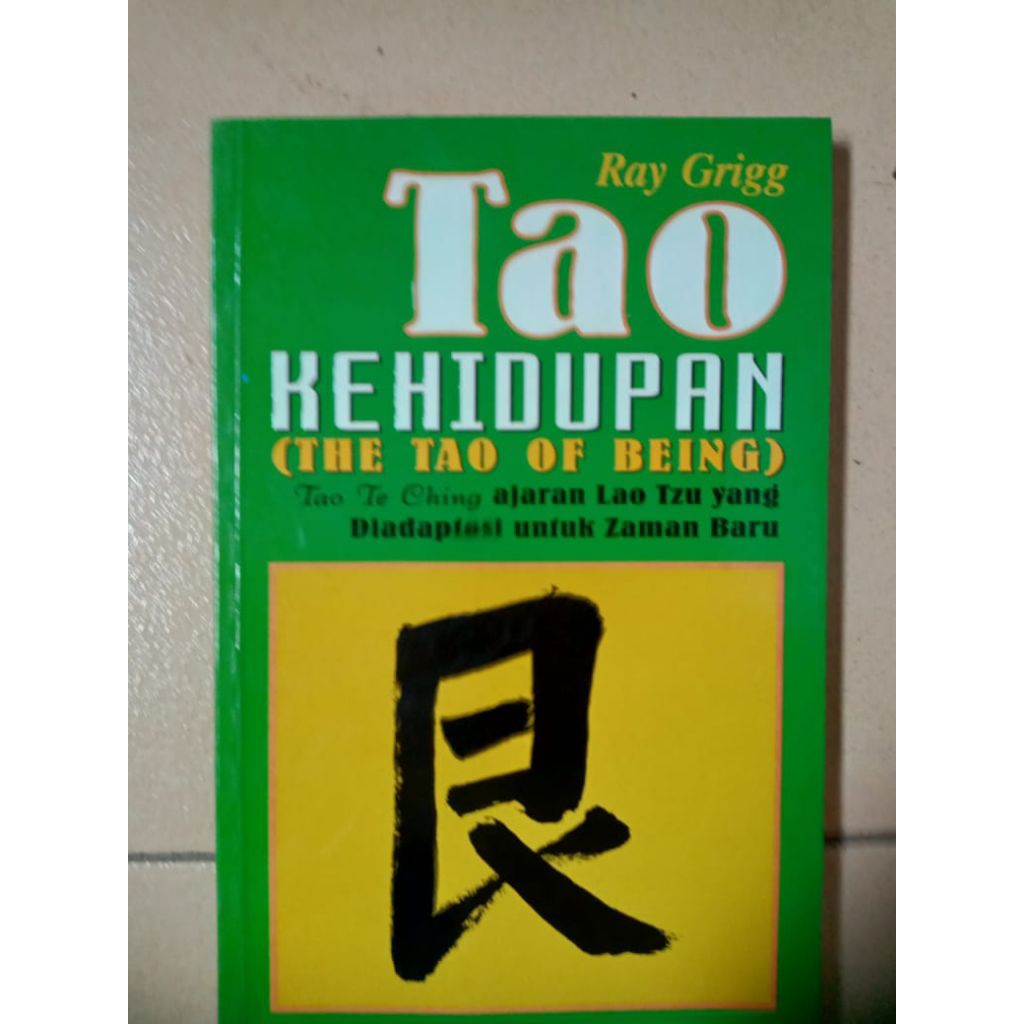 Ray Grigg
Tao
KEHIDUPAN
(THE TAO OF BEING)
Tao Te Ching ajaran Lao Tzu yang
Diadaptasi untuk Zaman Baru
艮